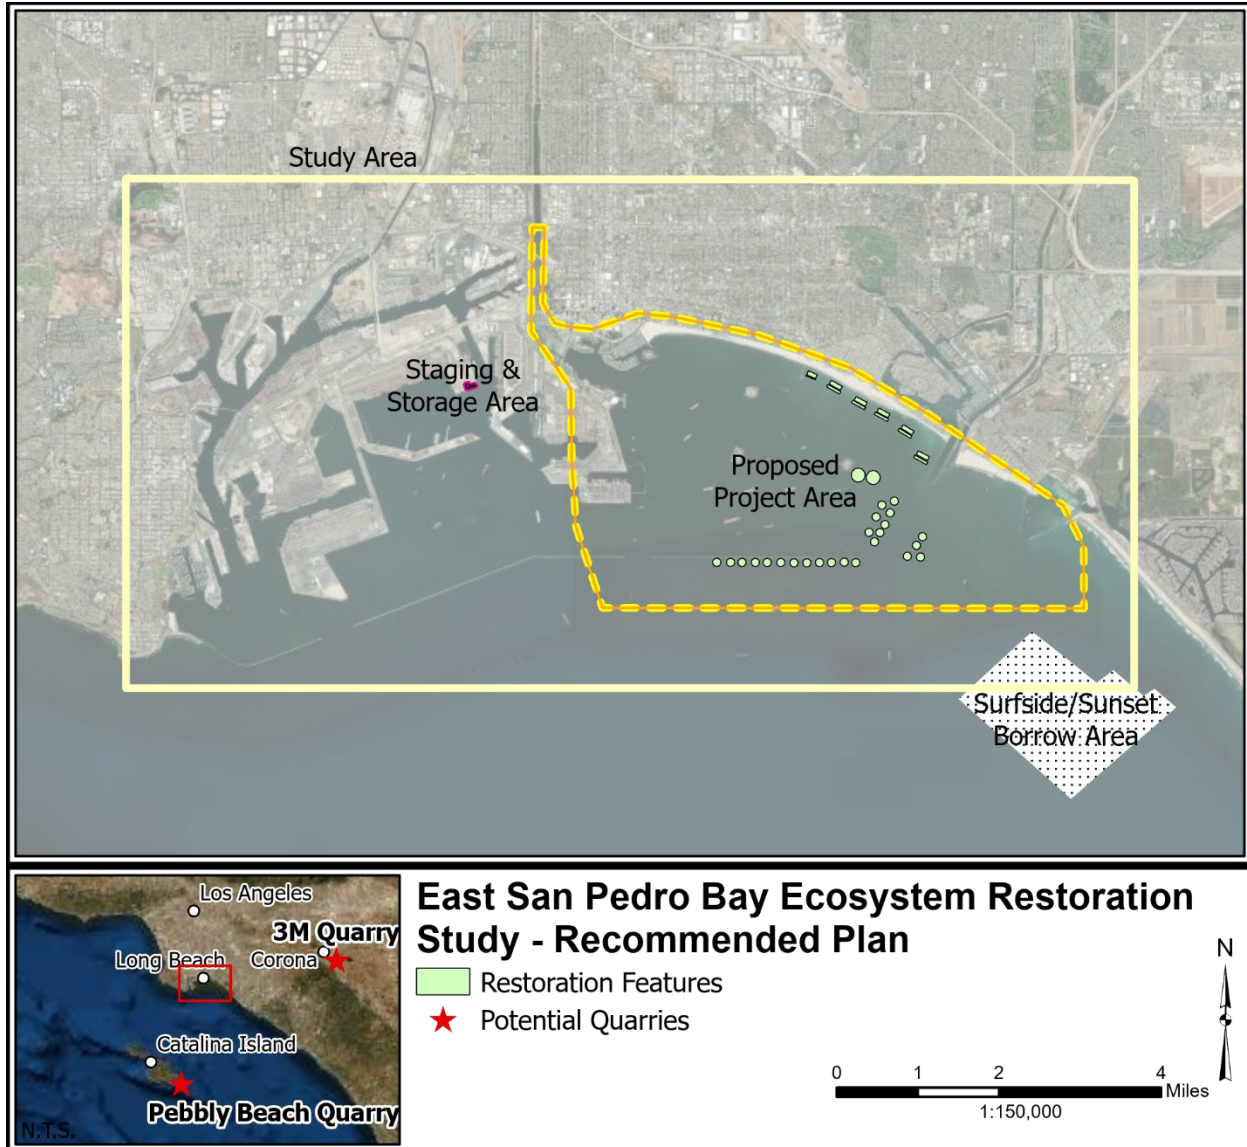 Study Area
Staging &
Storage Area
Proposed
Project Area
Surfside/Sunset
Borrow Area
Los Angeles
3M Quarry
Long Beach
Corona
Catalina Island
Pebbly Beach Quarry
N.T.S.
East San Pedro Bay Ecosystem Restoration
Study - Recommended Plan
Restoration Features
Potential Quarries
N
0 1 2 4
Miles
1:150,000